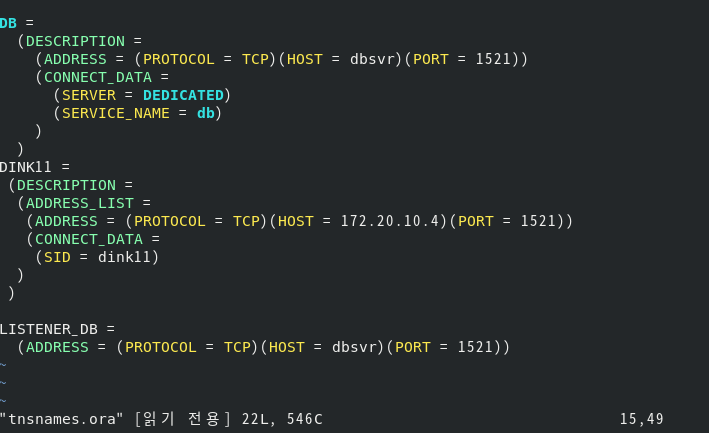 DB =
  (DESCRIPTION =
    (ADDRESS = (PROTOCOL = TCP)(HOST = dbsvr)(PORT = 1521))
    (CONNECT_DATA =
      (SERVER = DEDICATED)
      (SERVICE_NAME = db)
    )
  )
DINK11 =
 (DESCRIPTION =
  (ADDRESS_LIST =
   (ADDRESS = (PROTOCOL = TCP)(HOST = 172.20.10.4)(PORT = 1521))
   (CONNECT_DATA =
    (SID = dink11)
  )
 )

LISTENER_DB =
  (ADDRESS = (PROTOCOL = TCP)(HOST = dbsvr)(PORT = 1521))
~
~
~
"tnsnames.ora" [읽기 전용] 22L, 546C 15,49